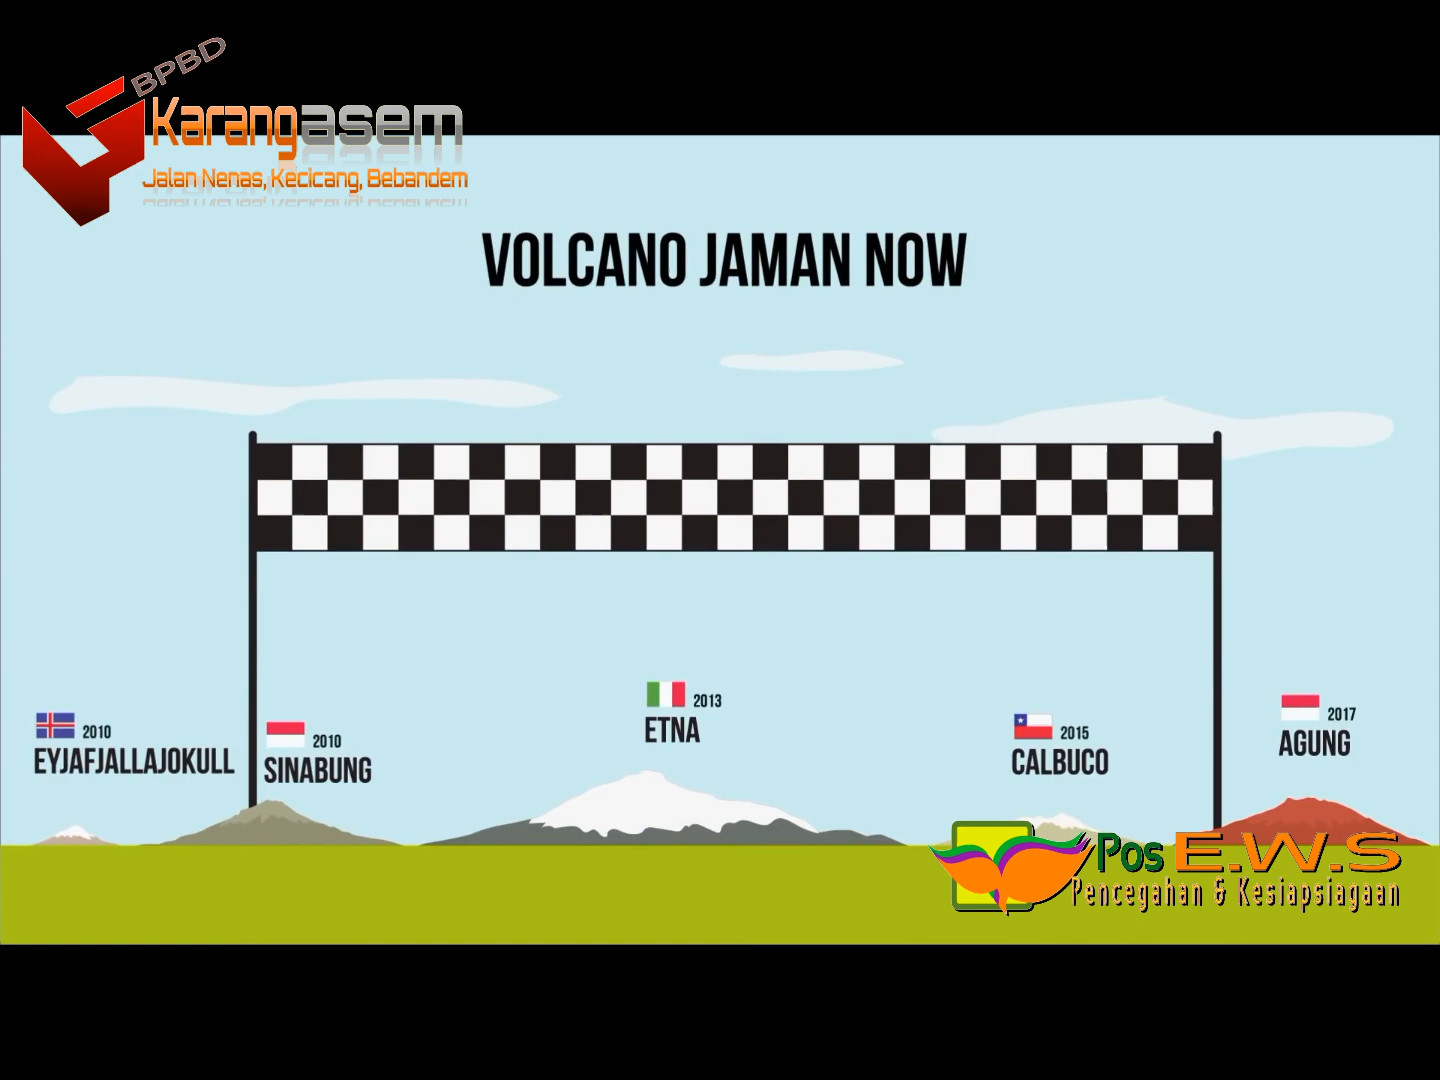 BPBD
Karangasem
Jalan Nenas, Kecicang, Bebandem
VOLCANO JAMAN NOW
2010
EYJAFJALLAJOKULL
2010
SINABUNG
2013
ETNA
2015
CALBUCO
2017
AGUNG
Pos E.W.S
Pencegahan & Kesiapsiagaan